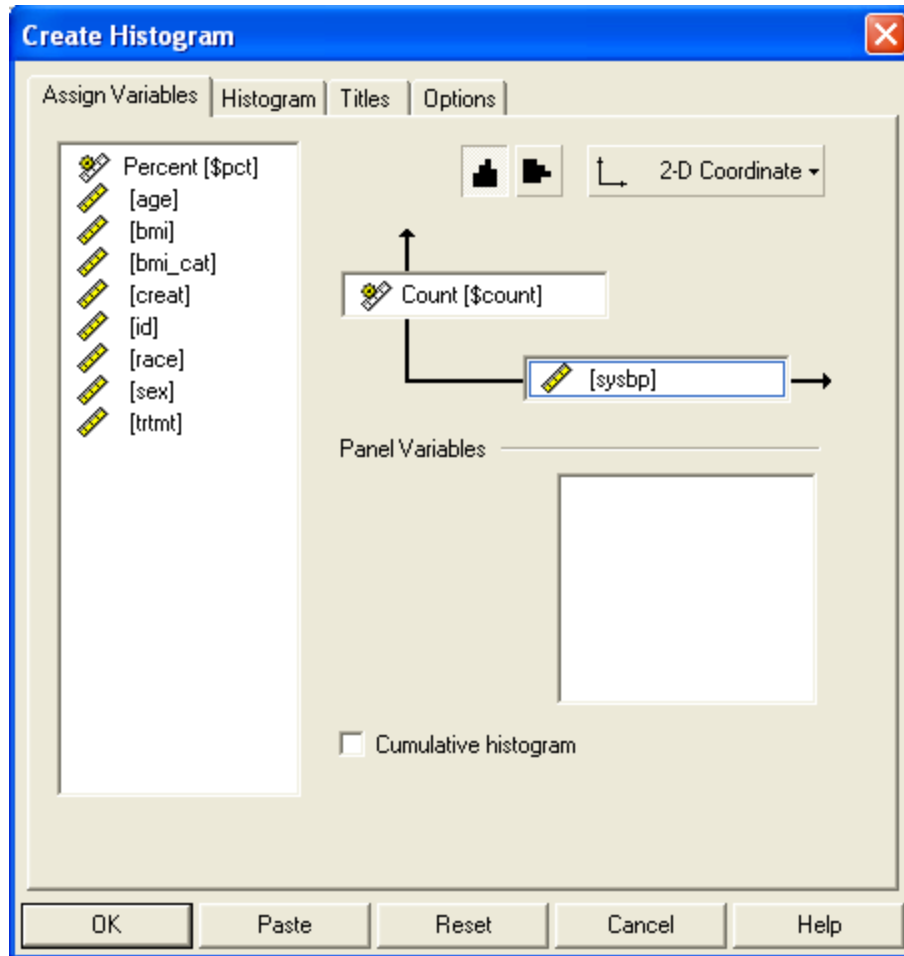 Create Histogram
Assign Variables Histogram Titles Options
Percent [$pct]
[age]
[bmi]
[bmi_cat]
[creat]
[id]
[race]
[sex]
[trtmt]
2-D Coordinate
Count [$count]
[sysbp]
Panel Variables
Cumulative histogram
OK Paste Reset Cancel Help